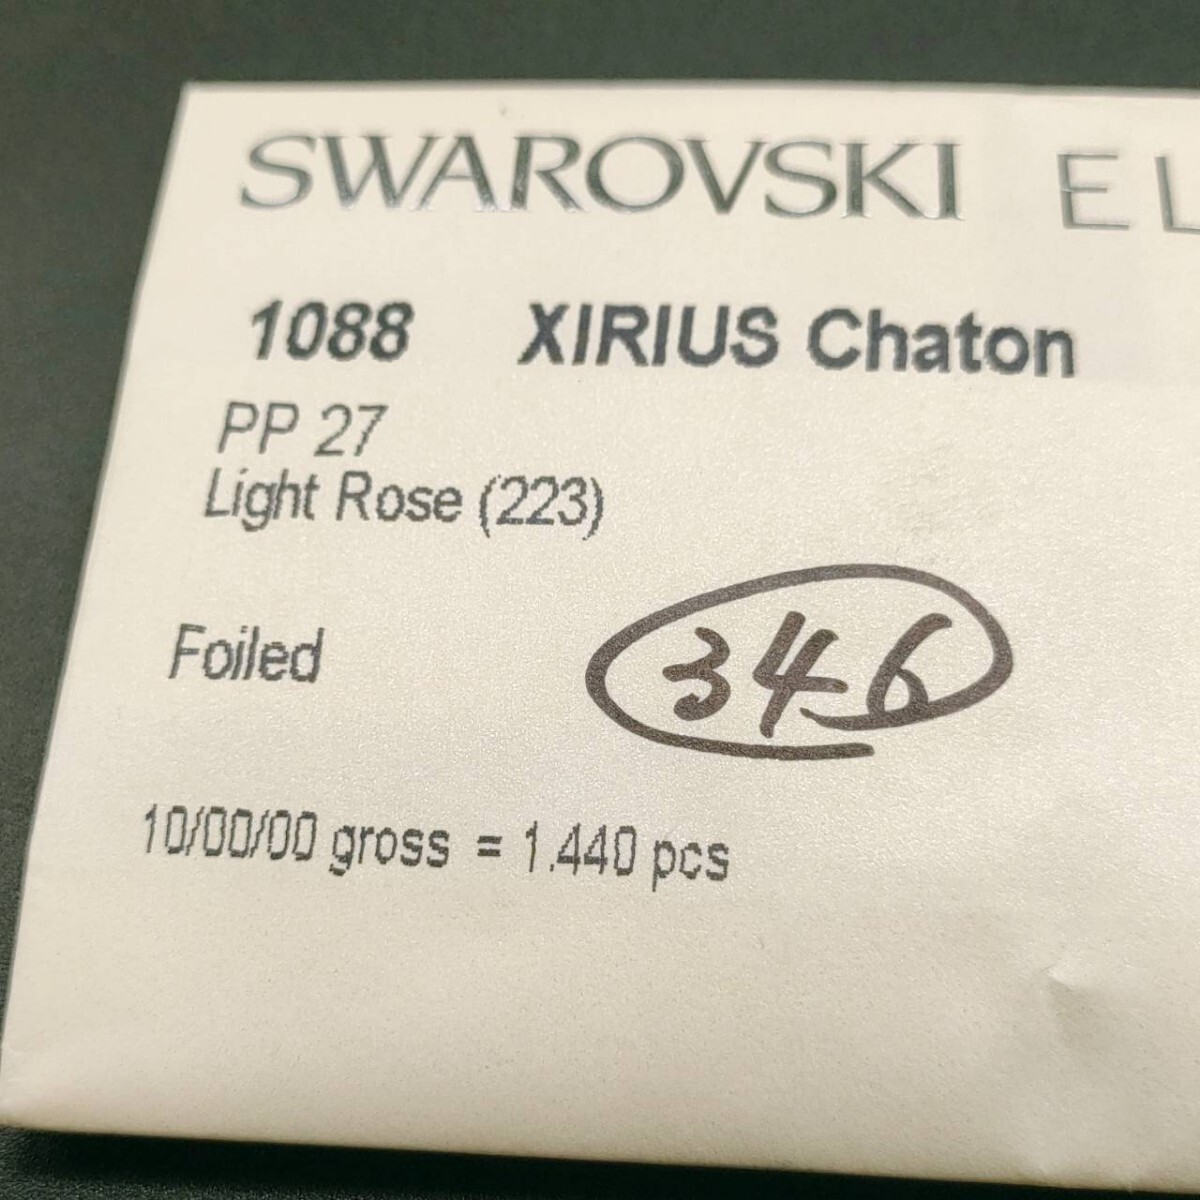 SWAROVSKI EL
1088 XIRIUS Chaton
PP 27
Light Rose (223)
Foiled
346
10/00/00 gross = 1.440 pcs